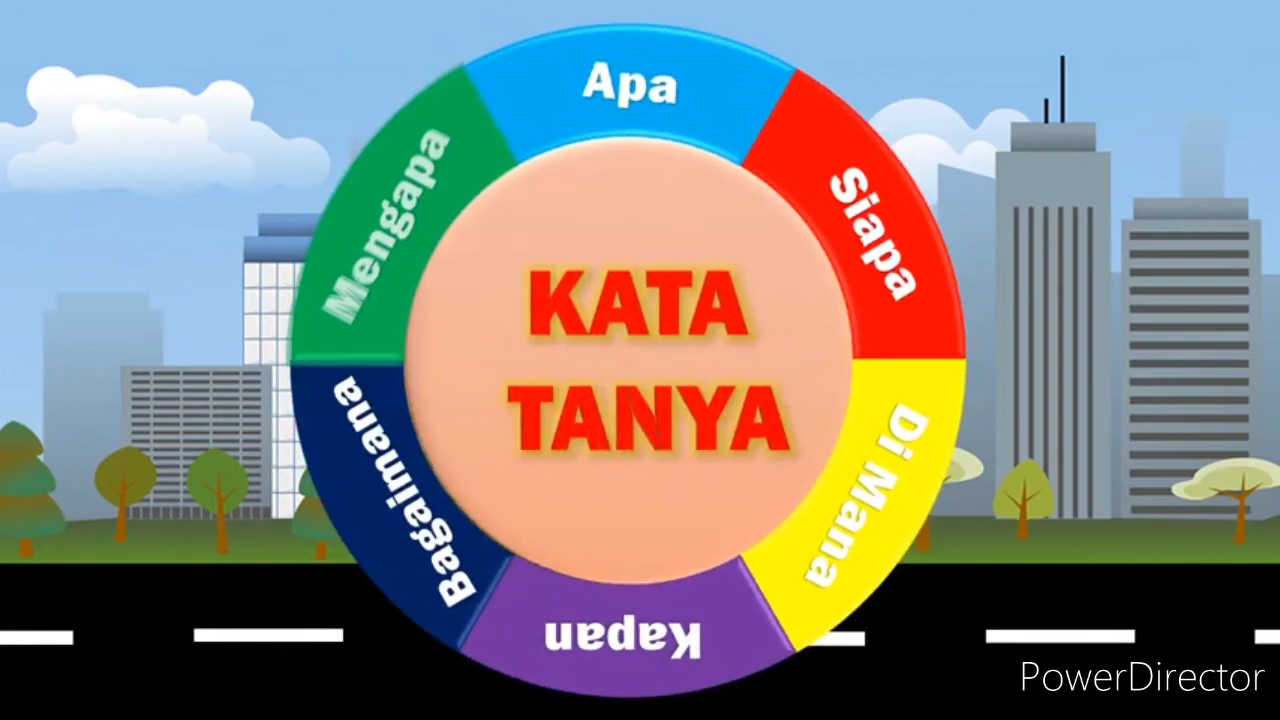 KATA
TANYA
Apa
Siapa
Di Mana
Kapan
Bagaimana
Mengapa
PowerDirector